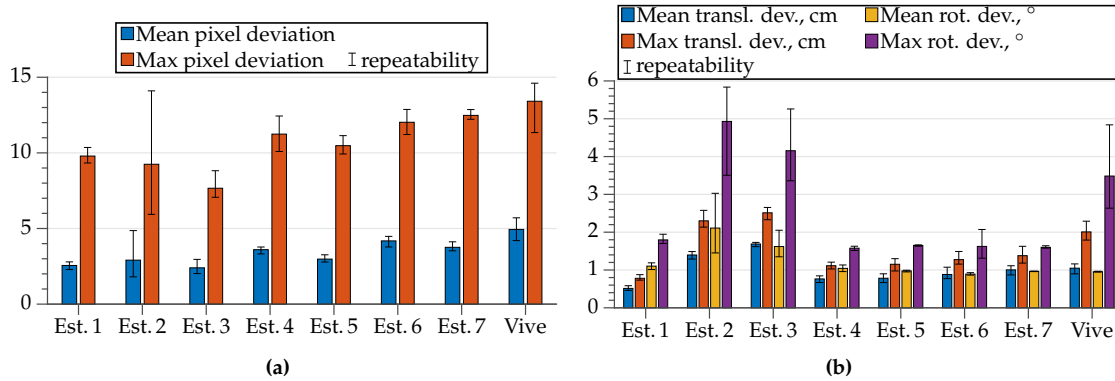 Mean pixel deviation
Max pixel deviation
repeatability
15
10
5
0
Est. 1 Est. 2 Est. 3 Est. 4 Est. 5 Est. 6 Est. 7 Vive
(a)
Mean transl. dev., cm Mean rot. dev., °
Max transl. dev., cm Max rot. dev., °
repeatability
6
5
4
3
2
1
0
Est. 1 Est. 2 Est. 3 Est. 4 Est. 5 Est. 6 Est. 7 Vive
(b)